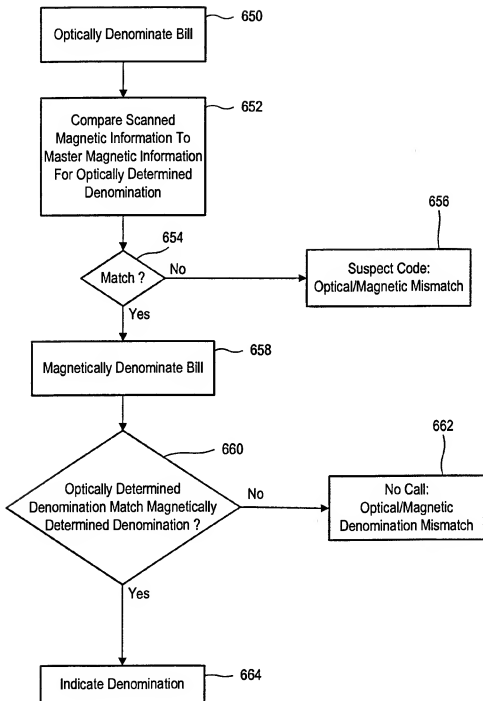 650
Optically Denominate Bill
652
Compare Scanned
Magnetic Information To
Master Magnetic Information
For Optically Determined
Denomination
654
Match ?
No
656
Suspect Code:
Optical/Magnetic Mismatch
Yes
658
Magnetically Denominate Bill
660
Optically Determined
Denomination Match Magnetically
Determined Denomination ?
No
662
No Call:
Optical/Magnetic
Denomination Mismatch
Yes
Indicate Denomination
664